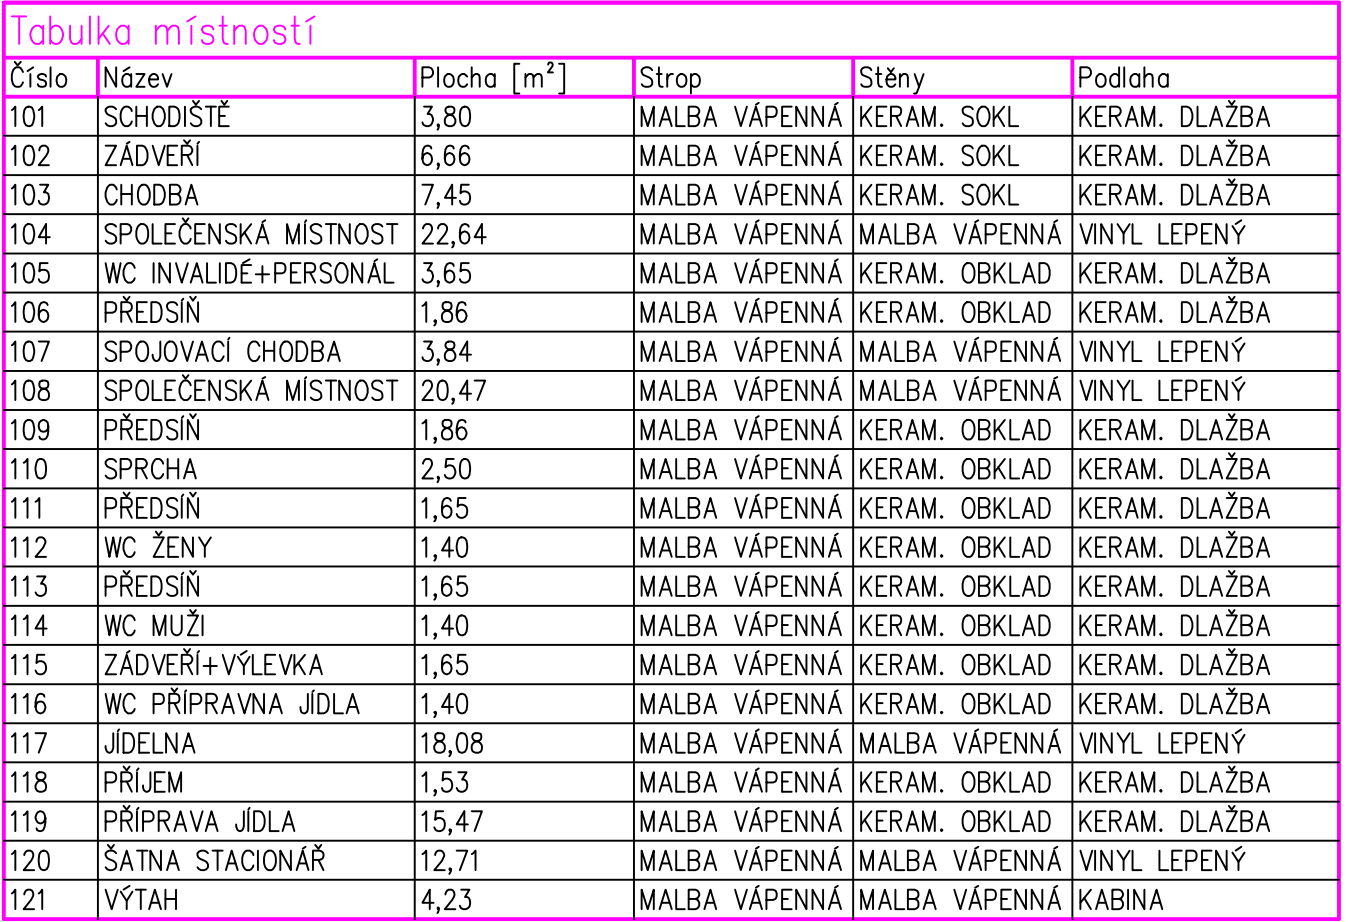 Tabulka místností
Číslo Název Plocha [m²] Strop Stěny Podlaha
101 SCHODIŠTĚ 3,80 MALBA VÁPENNÁ KERAM. SOKL KERAM. DLAŽBA
102 ZÁDVEŘÍ 6,66 MALBA VÁPENNÁ KERAM. SOKL KERAM. DLAŽBA
103 CHODBA 7,45 MALBA VÁPENNÁ KERAM. SOKL KERAM. DLAŽBA
104 SPOLEČENSKÁ MÍSTNOST 22,64 MALBA VÁPENNÁ MALBA VÁPENNÁ VINYL LEPENÝ
105 WC INVALIDÉ+PERSONÁL 3,65 MALBA VÁPENNÁ KERAM. OBKLAD KERAM. DLAŽBA
106 PŘEDSÍŇ 1,86 MALBA VÁPENNÁ KERAM. OBKLAD KERAM. DLAŽBA
107 SPOJOVACÍ CHODBA 3,84 MALBA VÁPENNÁ MALBA VÁPENNÁ VINYL LEPENÝ
108 SPOLEČENSKÁ MÍSTNOST 20,47 MALBA VÁPENNÁ MALBA VÁPENNÁ VINYL LEPENÝ
109 PŘEDSÍŇ 1,86 MALBA VÁPENNÁ KERAM. OBKLAD KERAM. DLAŽBA
110 SPRCHA 2,50 MALBA VÁPENNÁ KERAM. OBKLAD KERAM. DLAŽBA
111 PŘEDSÍŇ 1,65 MALBA VÁPENNÁ KERAM. OBKLAD KERAM. DLAŽBA
112 WC ŽENY 1,40 MALBA VÁPENNÁ KERAM. OBKLAD KERAM. DLAŽBA
113 PŘEDSÍŇ 1,65 MALBA VÁPENNÁ KERAM. OBKLAD KERAM. DLAŽBA
114 WC MUŽI 1,40 MALBA VÁPENNÁ KERAM. OBKLAD KERAM. DLAŽBA
115 ZÁDVEŘÍ+VÝLEVKA 1,65 MALBA VÁPENNÁ KERAM. OBKLAD KERAM. DLAŽBA
116 WC PŘÍPRAVNA JÍDLA 1,40 MALBA VÁPENNÁ KERAM. OBKLAD KERAM. DLAŽBA
117 JÍDELNA 18,08 MALBA VÁPENNÁ MALBA VÁPENNÁ VINYL LEPENÝ
118 PŘÍJEM 1,53 MALBA VÁPENNÁ KERAM. OBKLAD KERAM. DLAŽBA
119 PŘÍPRAVA JÍDLA 15,47 MALBA VÁPENNÁ KERAM. OBKLAD KERAM. DLAŽBA
120 ŠATNA STACIONÁŘ 12,71 MALBA VÁPENNÁ MALBA VÁPENNÁ VINYL LEPENÝ
121 VÝTAH 4,23 MALBA VÁPENNÁ MALBA VÁPENNÁ KABINA